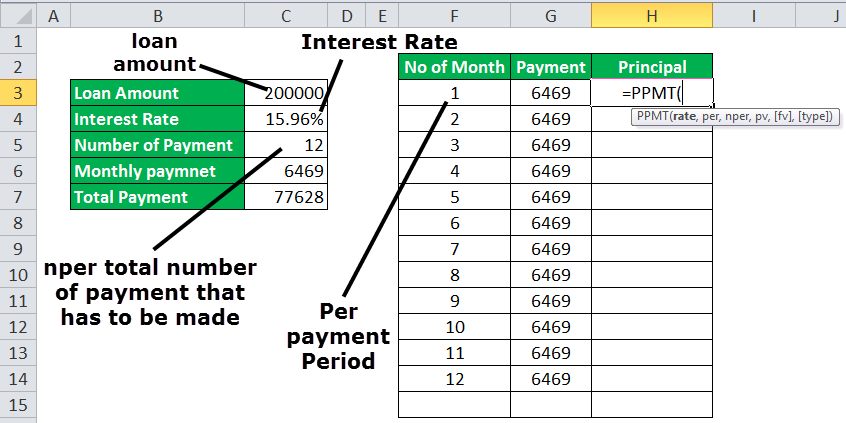 A B C D E F G H I J
1 loan Interest Rate
2 amount No of Month Payment Principal
3 Loan Amount 200000 1 6469 =PPMT(
4 Interest Rate 15.96% 2 6469 PPMT(rate, per, nper, pv, [fv], [type])
5 Number of Payment 12 3 6469
6 Monthly paymnet 6469 4 6469
7 Total Payment 77628 5 6469
8 6 6469
9 7 6469
10 nper total number 8 6469
11 of payment that 9 6469
12 has to be made Per 10 6469
13 payment 11 6469
14 Period 12 6469
15